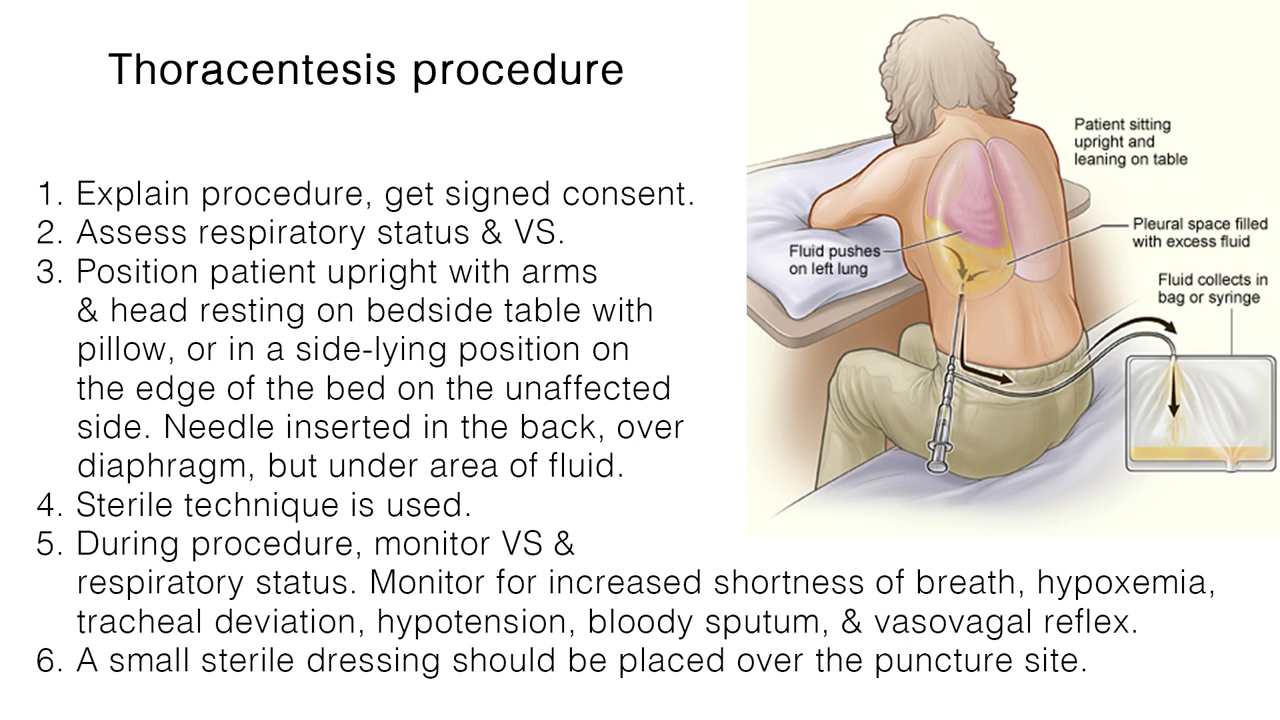 Thoracentesis procedure
1. Explain procedure, get signed consent.
2. Assess respiratory status & VS.
3. Position patient upright with arms
& head resting on bedside table with
pillow, or in a side-lying position on
the edge of the bed on the unaffected
side. Needle inserted in the back, over
diaphragm, but under area of fluid.
4. Sterile technique is used.
5. During procedure, monitor VS &
respiratory status. Monitor for increased shortness of breath, hypoxemia,
tracheal deviation, hypotension, bloody sputum, & vasovagal reflex.
6. A small sterile dressing should be placed over the puncture site.
Patient sitting
upright and
leaning on table
Pleural space filled
with excess fluid
Fluid pushes
on left lung
Fluid collects in
bag or syringe